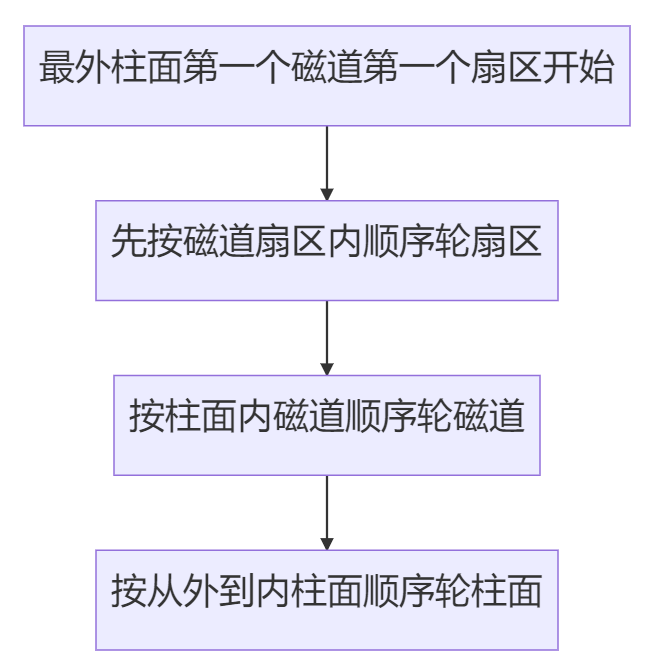 最外柱面第一个磁道第一个扇区开始
先按磁道扇区内顺序轮扇区
按柱面内磁道顺序轮磁道
按从外到内柱面顺序轮柱面